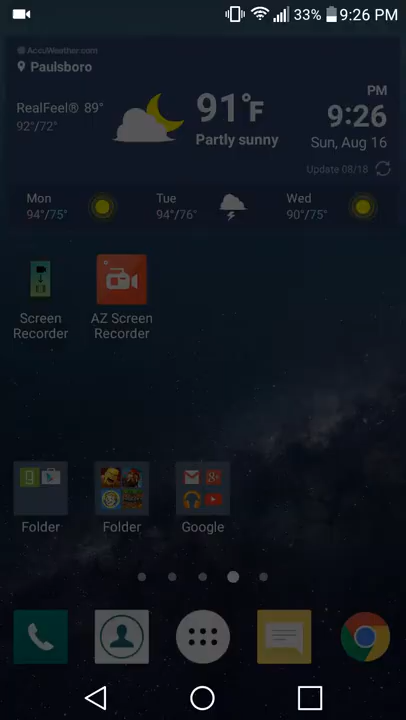 33% 9:26 PM
AccuWeather.com
Paulsboro
RealFeel® 89°
92°/72°
91°F
Partly sunny
PM
9:26
Sun, Aug 16
Update 08/18
Mon
94°/75°
Tue
94°/76°
Wed
90°/75°
Screen
Recorder
AZ Screen
Recorder
Folder
Folder
Google